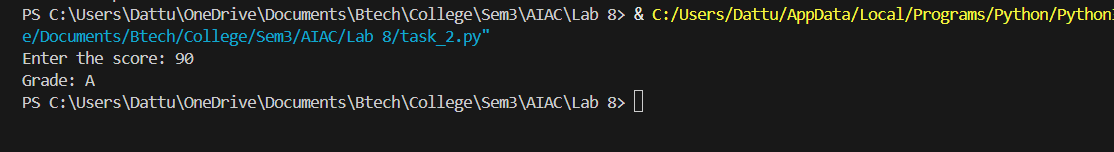 PS C:\Users\Dattu\OneDrive\Documents\Btech\College\Sem3\AIAC\Lab 8> & C:/Users/Dattu/AppData/Local/Programs/Python/Python
e/Documents/Btech/College/Sem3/AIAC/Lab 8/task_2.py"
Enter the score: 90
Grade: A
PS C:\Users\Dattu\OneDrive\Documents\Btech\College\Sem3\AIAC\Lab 8>